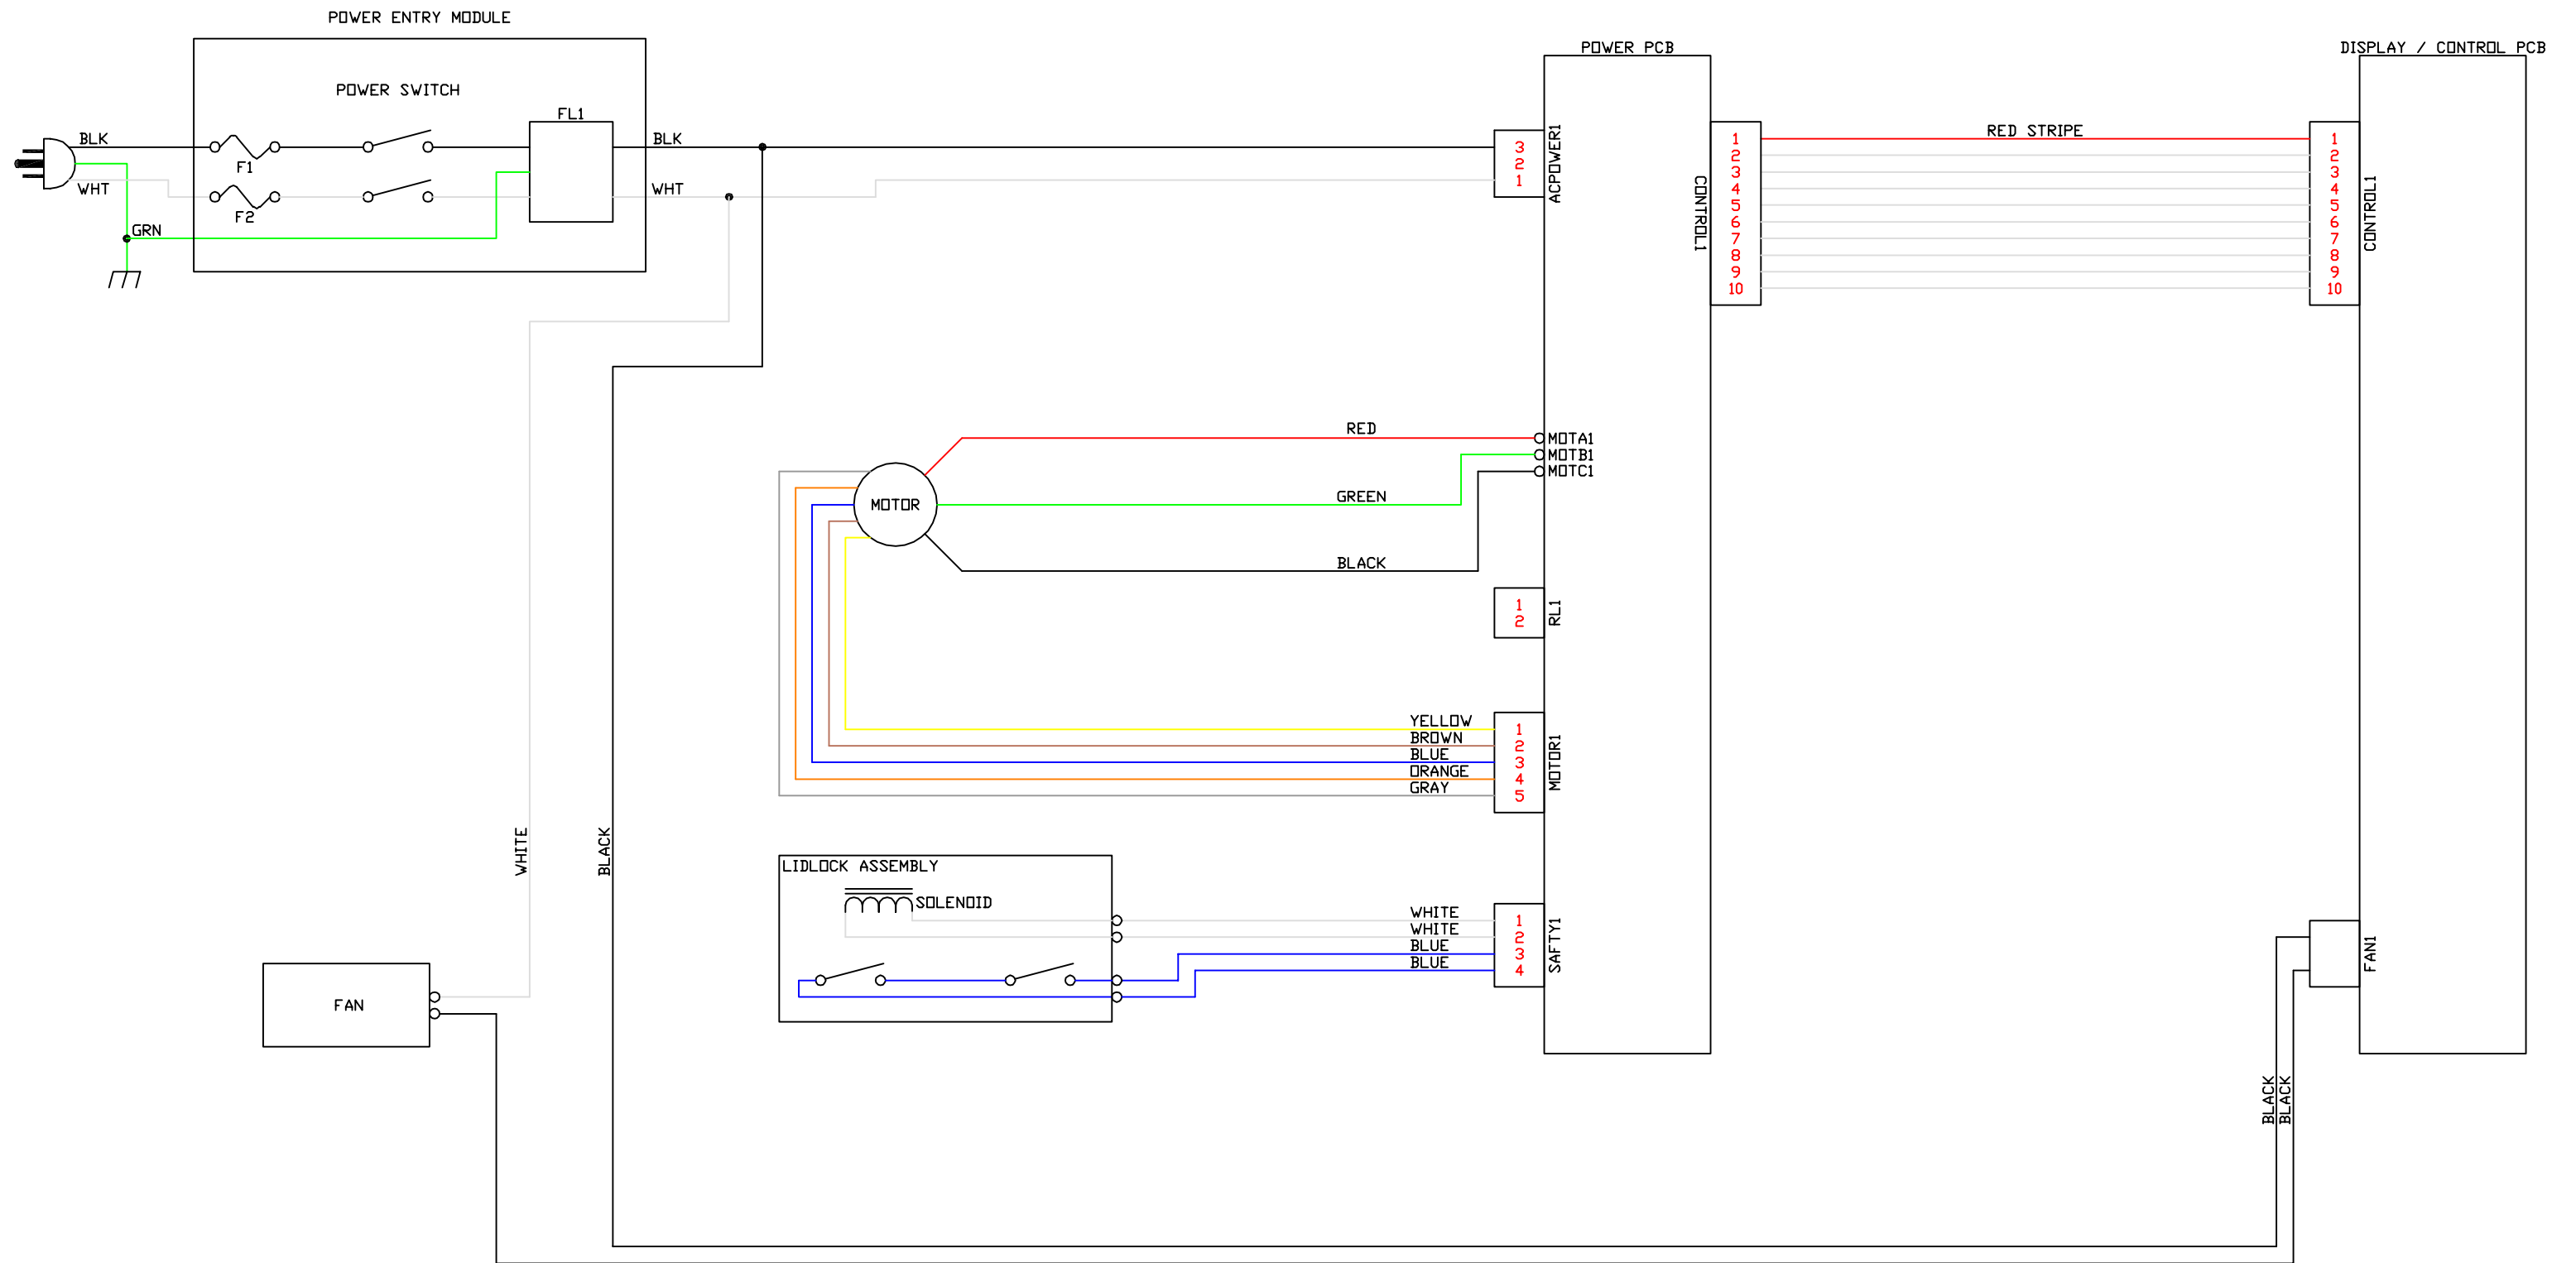 POWER ENTRY MODULE
POWER SWITCH
FL1
BLK
F1
WHT
F2
GRN
BLK
WHT
POWER PCB
ACPOWER1
3
2
1
CONTROL1
1
2
3
4
5
6
7
8
9
10
RED STRIPE
DISPLAY / CONTROL PCB
1
2
3
4
5
6
7
8
9
10
CONTROL1
RED
MOTA1
MOTB1
MOTC1
MOTOR
GREEN
BLACK
1
2
RL1
YELLOW
BROWN
BLUE
ORANGE
GRAY
1
2
3
4
5
MOTOR1
WHITE
BLACK
LIDLOCK ASSEMBLY
SOLENOID
WHITE
WHITE
BLUE
BLUE
1
2
3
4
SAFTY1
FAN
FAN1
BLACK
BLACK